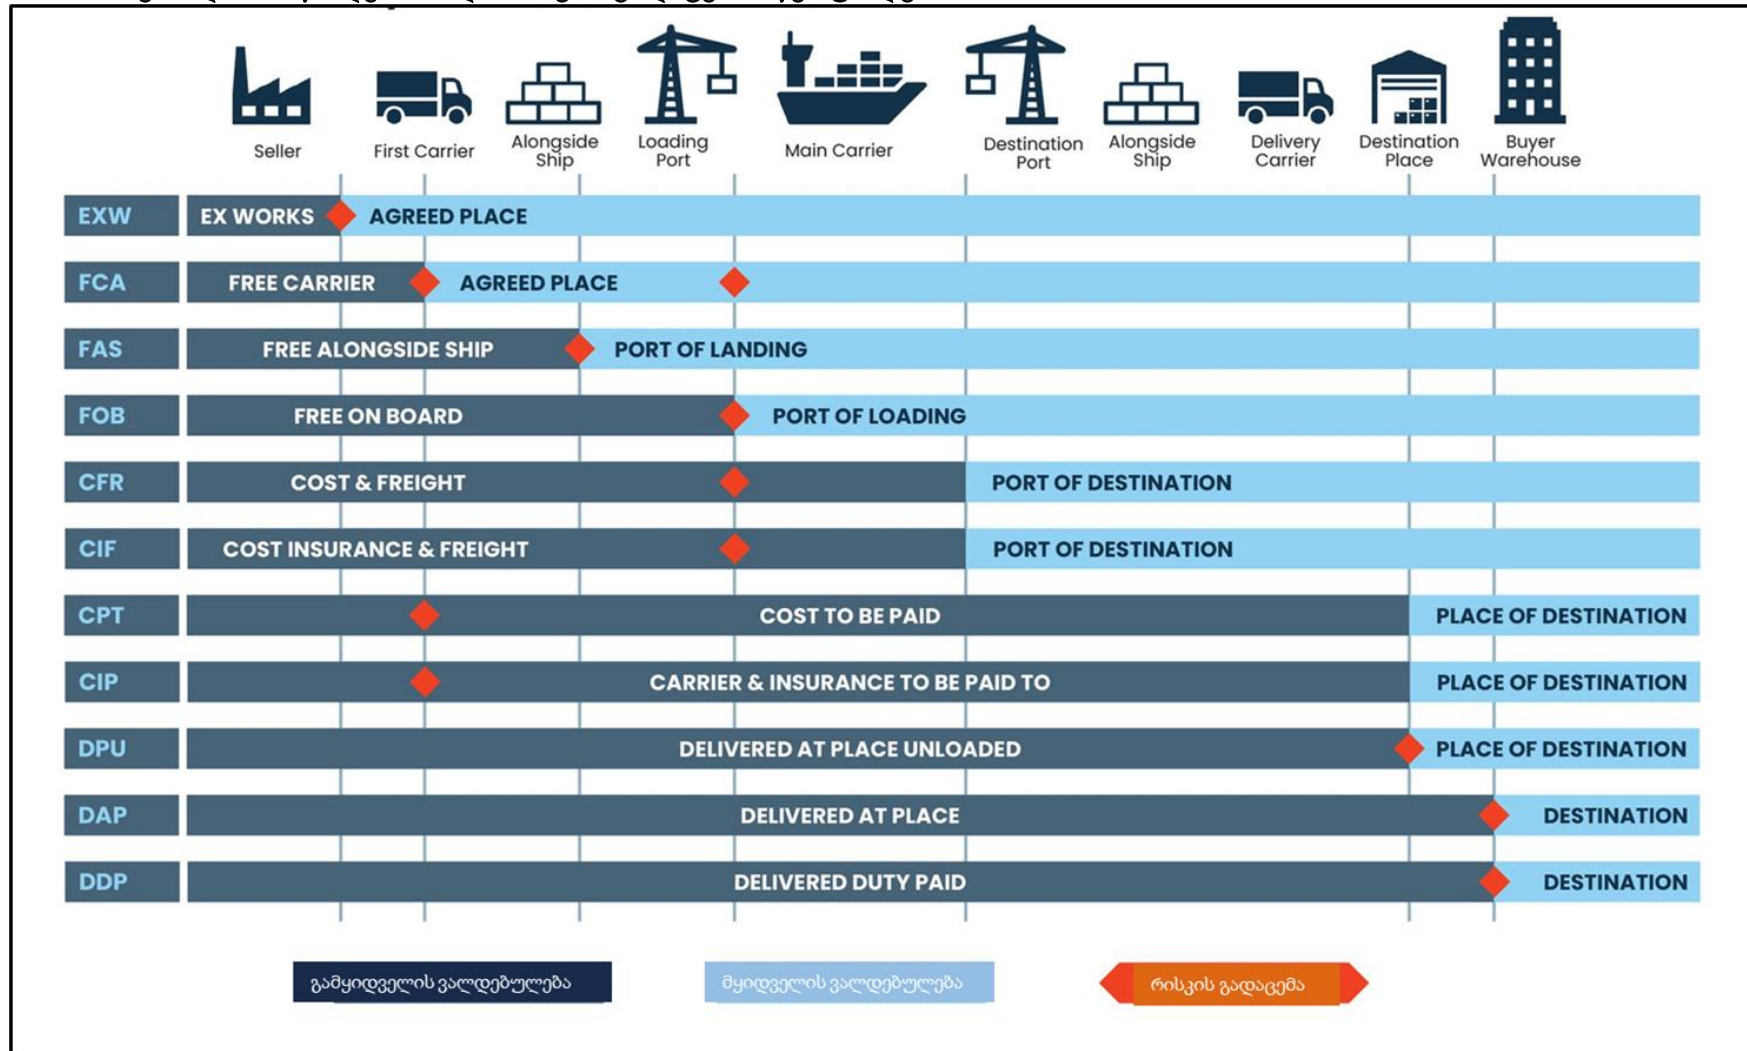 Seller
First Carrier
Alongside
Ship
Loading
Port
Main Carrier
Destination
Port
Alongside
Ship
Delivery
Carrier
Destination
Place
Buyer
Warehouse
EXW EX WORKS AGREED PLACE
FCA FREE CARRIER AGREED PLACE
FAS FREE ALONGSIDE SHIP PORT OF LANDING
FOB FREE ON BOARD PORT OF LOADING
CFR COST & FREIGHT PORT OF DESTINATION
CIF COST INSURANCE & FREIGHT PORT OF DESTINATION
CPT COST TO BE PAID PLACE OF DESTINATION
CIP CARRIER & INSURANCE TO BE PAID TO PLACE OF DESTINATION
DPU DELIVERED AT PLACE UNLOADED PLACE OF DESTINATION
DAP DELIVERED AT PLACE DESTINATION
DDP DELIVERED DUTY PAID DESTINATION
გამყიდველის ვალდებულება მყიდველის ვალდებულება რისკის გადაცემა